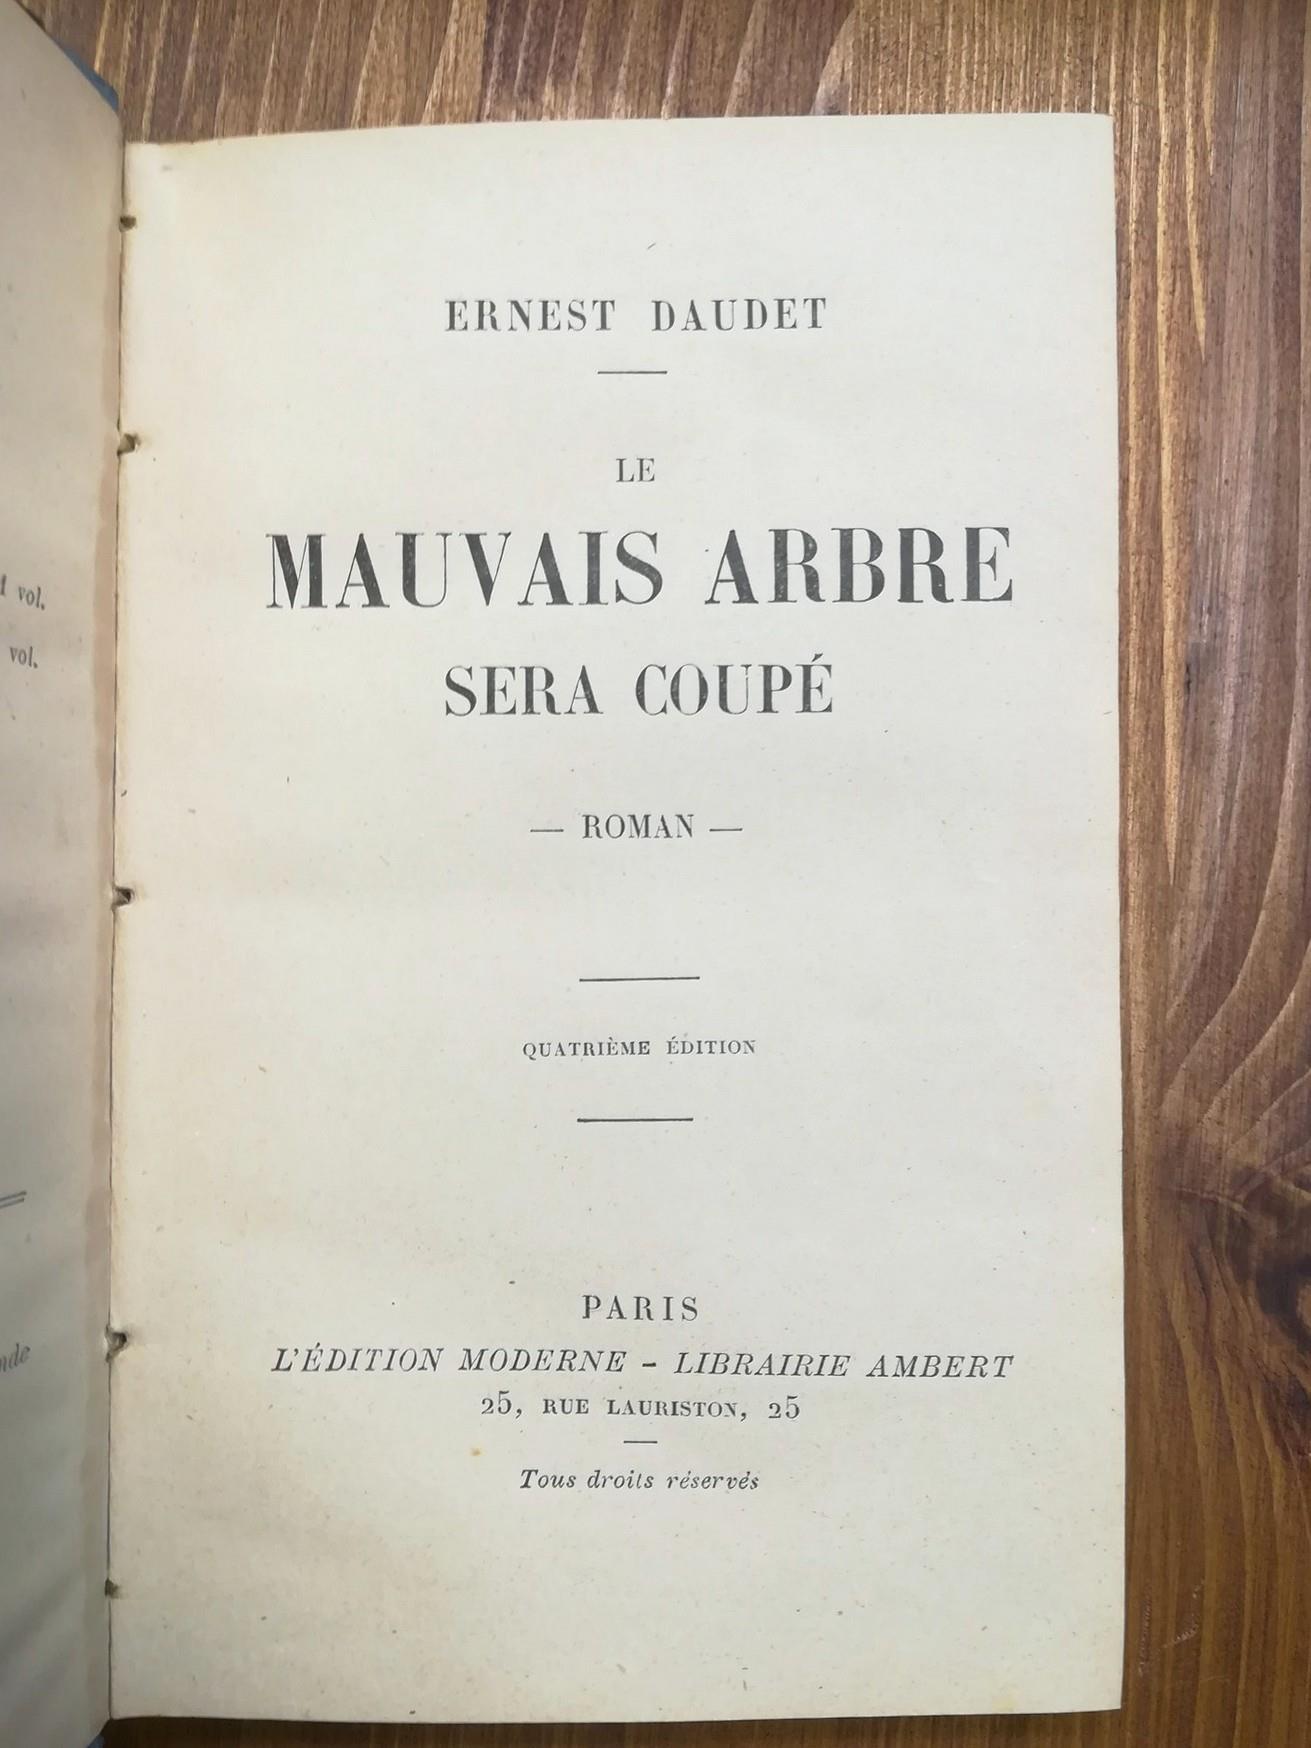 1 vol.
vol.
ERNEST DAUDET
LE
MAUVAIS ARBRE
SERA COUPÉ
— ROMAN —
QUATRIÈME ÉDITION
PARIS
L'ÉDITION MODERNE - LIBRAIRIE AMBERT
25, RUE LAURISTON, 25
Tous droits réservés